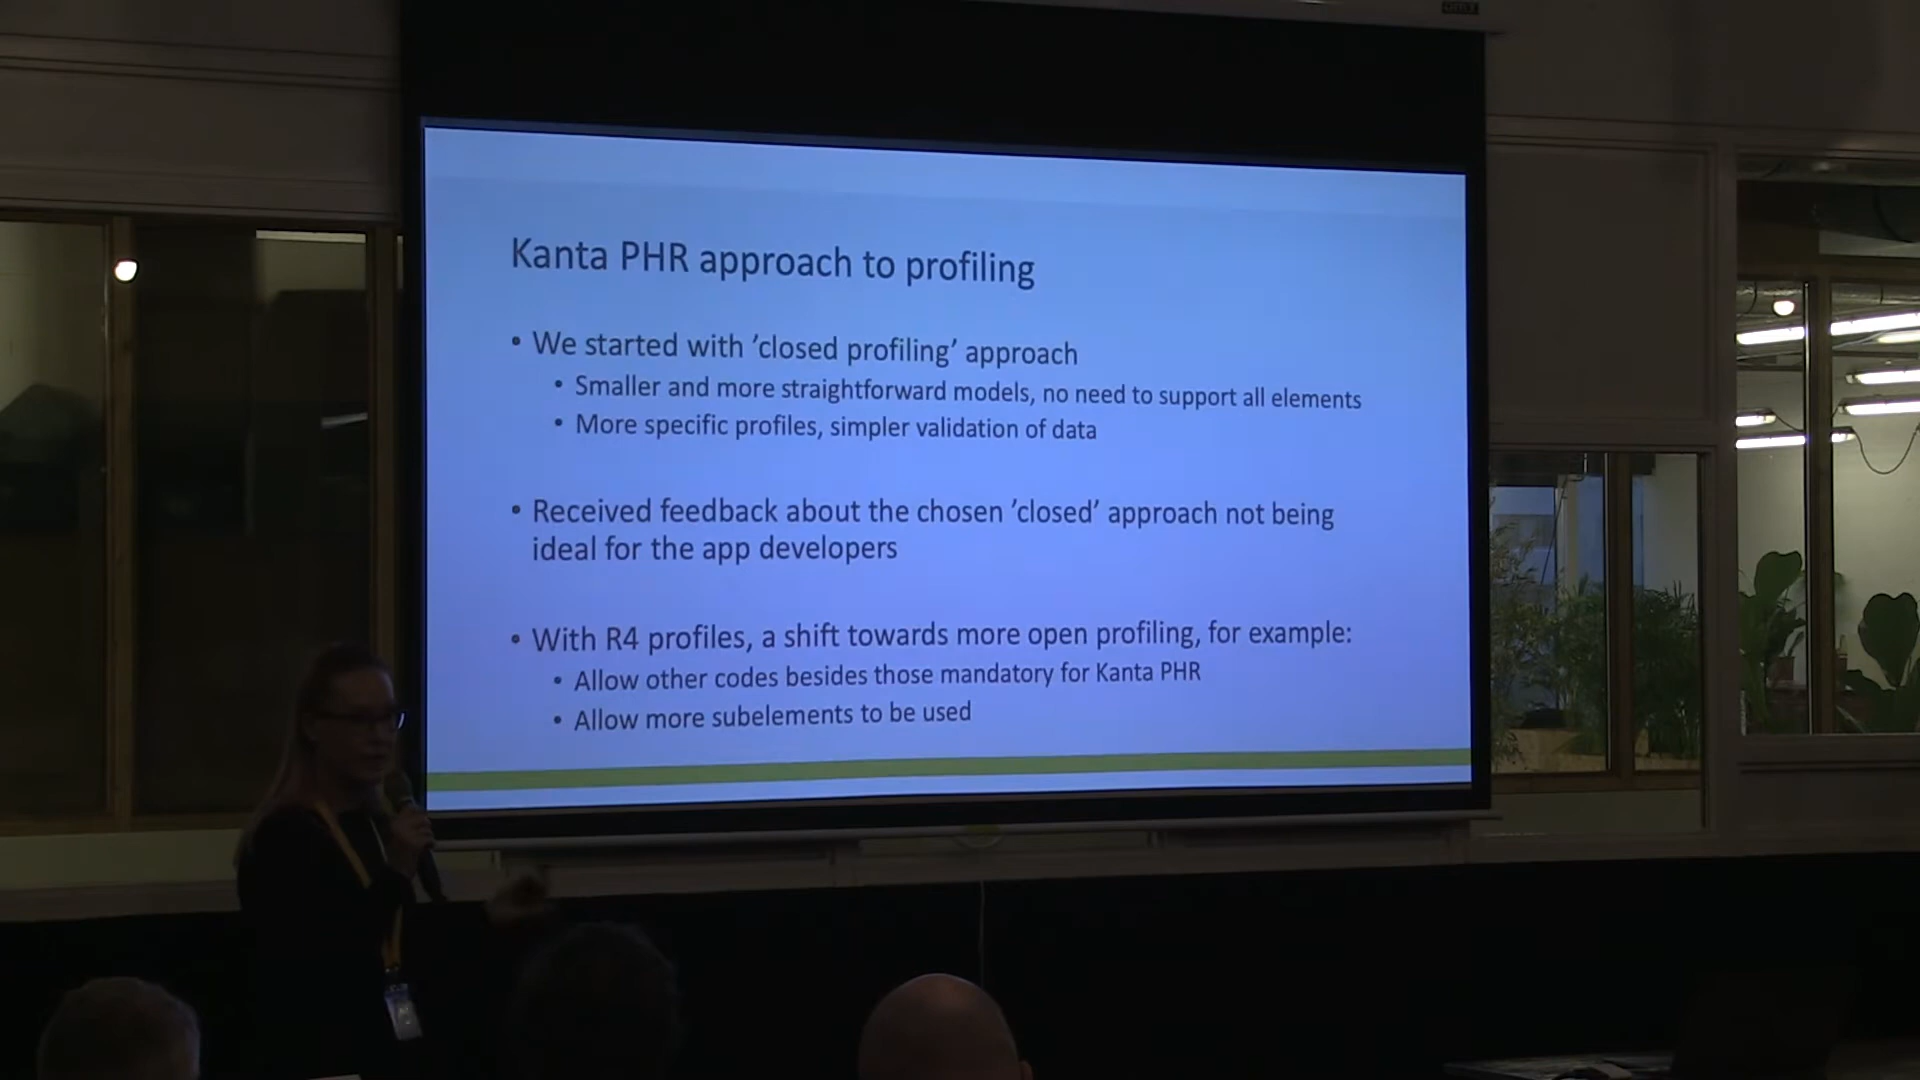 Kanta PHR approach to profiling
• We started with ’closed profiling’ approach
• Smaller and more straightforward models, no need to support all elements
• More specific profiles, simpler validation of data
• Received feedback about the chosen ’closed’ approach not being
ideal for the app developers
• With R4 profiles, a shift towards more open profiling, for example:
• Allow other codes besides those mandatory for Kanta PHR
• Allow more subelements to be used